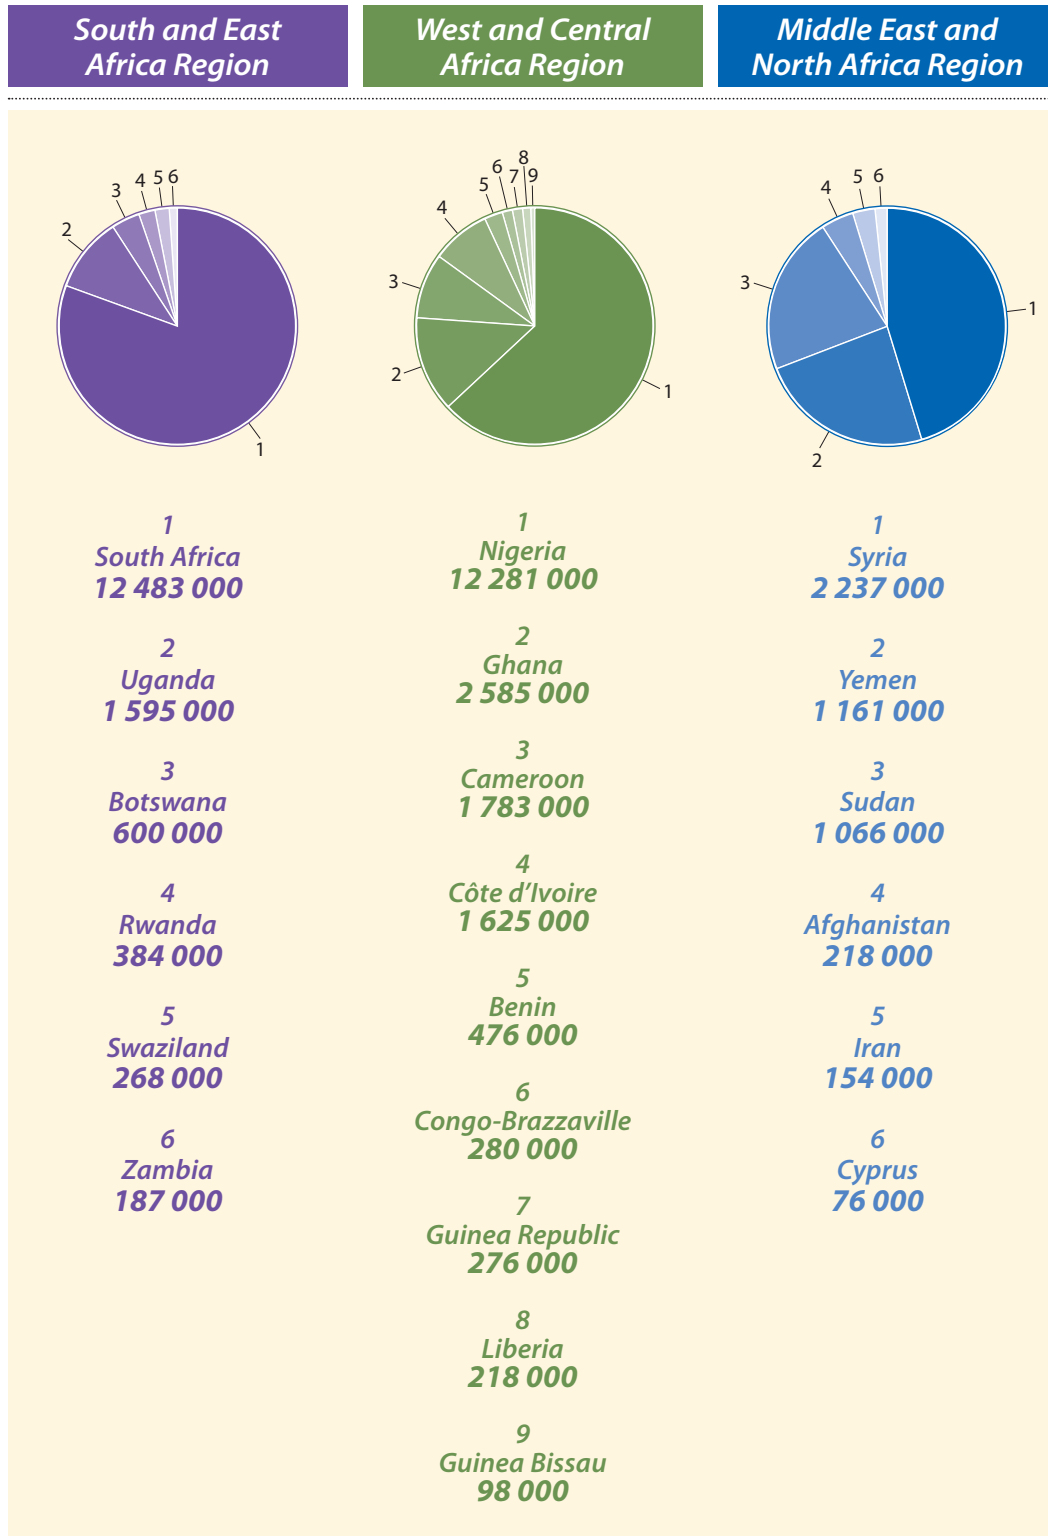 South and East
Africa Region
West and Central
Africa Region
Middle East and
North Africa Region
1
2
3
4
5
6
1
2
3
4
5
6
7
8
9
1
2
3
4
5
6
1
South Africa
12 483 000
2
Uganda
1 595 000
3
Botswana
600 000
4
Rwanda
384 000
5
Swaziland
268 000
6
Zambia
187 000
1
Nigeria
12 281 000
2
Ghana
2 585 000
3
Cameroon
1 783 000
4
Côte d’Ivoire
1 625 000
5
Benin
476 000
6
Congo-Brazzaville
280 000
7
Guinea Republic
276 000
8
Liberia
218 000
9
Guinea Bissau
98 000
1
Syria
2 237 000
2
Yemen
1 161 000
3
Sudan
1 066 000
4
Afghanistan
218 000
5
Iran
154 000
6
Cyprus
76 000